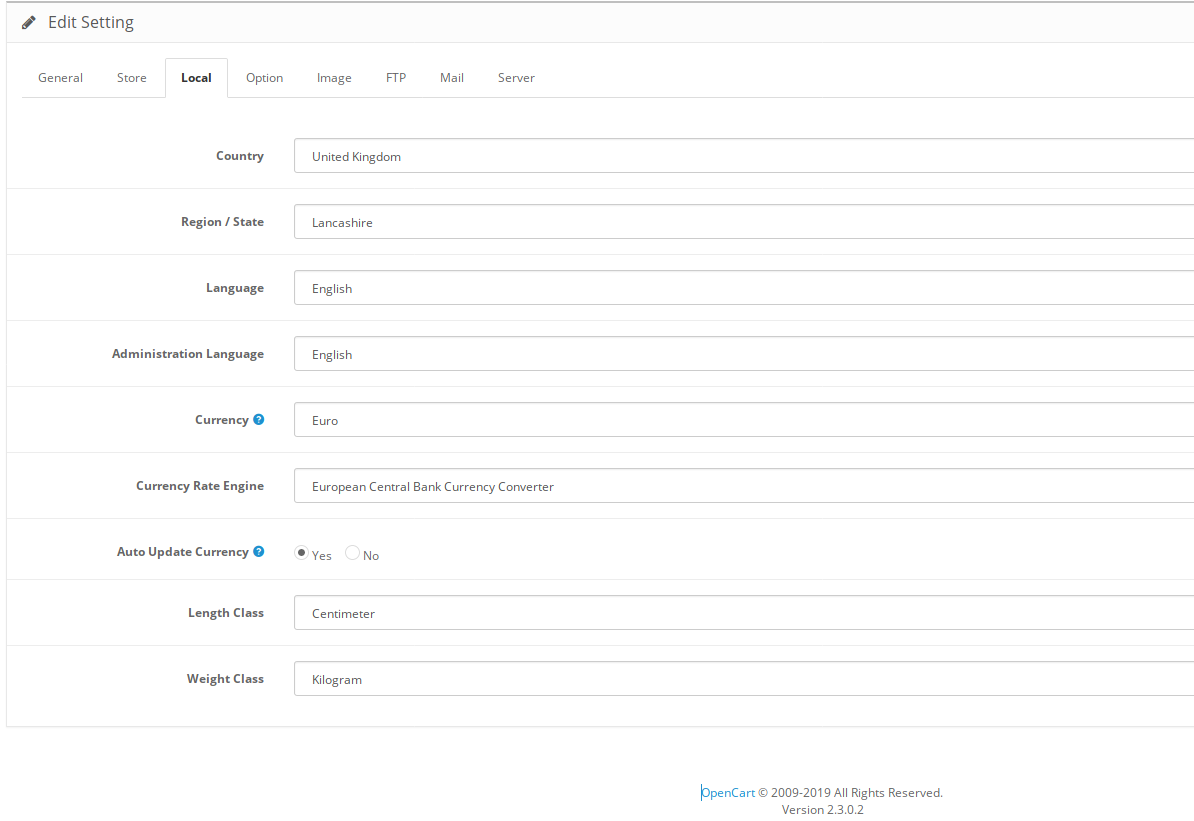 Edit Setting
General Store Local Option Image FTP Mail Server
Country United Kingdom
Region / State Lancashire
Language English
Administration Language English
Currency ? Euro
Currency Rate Engine European Central Bank Currency Converter
Auto Update Currency ? Yes No
Length Class Centimeter
Weight Class Kilogram
OpenCart © 2009-2019 All Rights Reserved.
Version 2.3.0.2